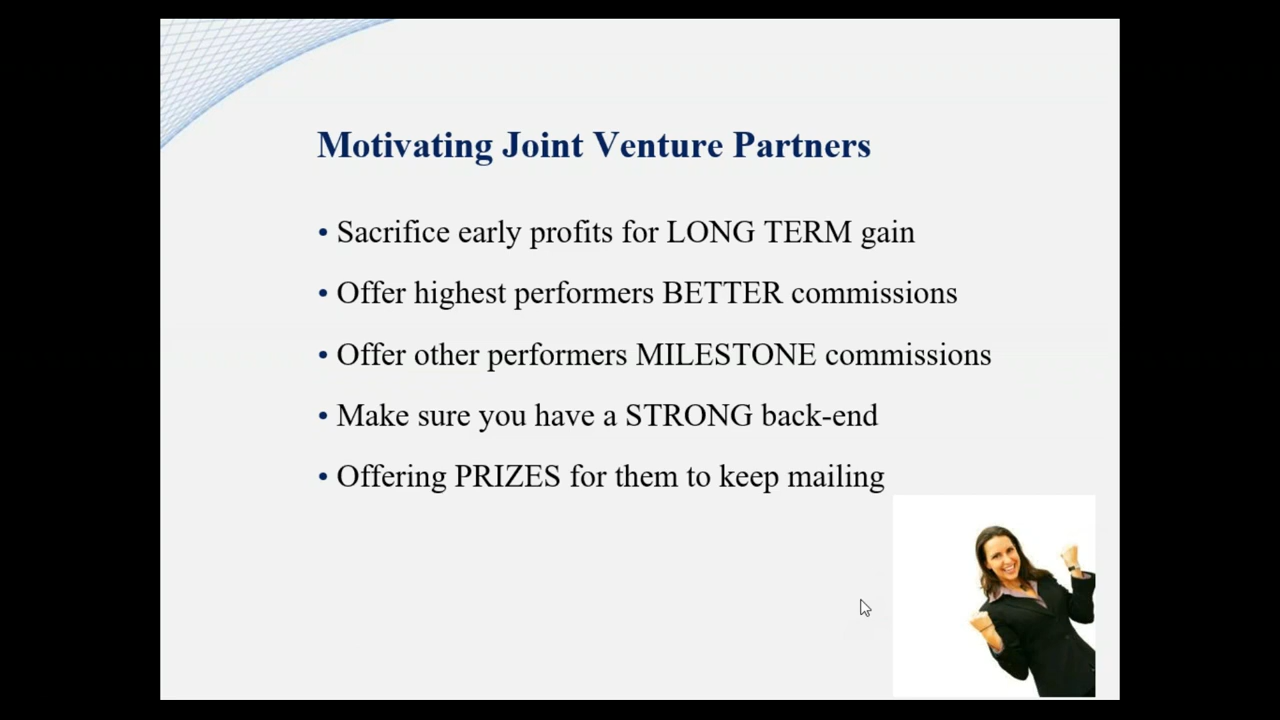 Motivating Joint Venture Partners
• Sacrifice early profits for LONG TERM gain
• Offer highest performers BETTER commissions
• Offer other performers MILESTONE commissions
• Make sure you have a STRONG back-end
• Offering PRIZES for them to keep mailing